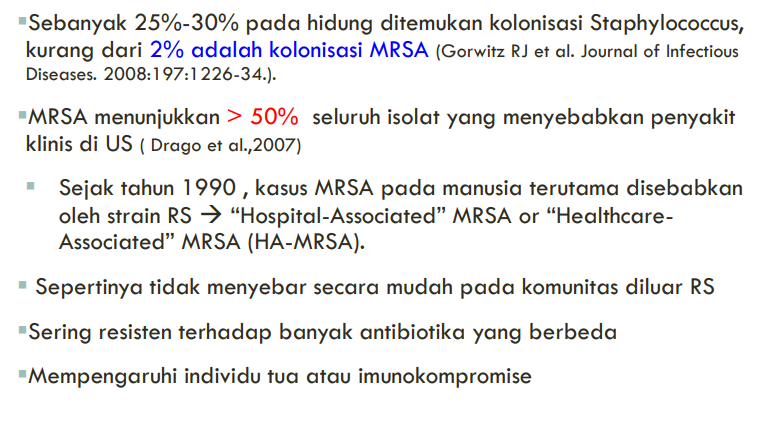 ▪Sebanyak 25%-30% pada hidung ditemukan kolonisasi Staphylococcus,
kurang dari 2% adalah kolonisasi MRSA (Gorwitz RJ et al. Journal of Infectious
Diseases. 2008:197:1226-34.).
▪MRSA menunjukkan > 50% seluruh isolat yang menyebabkan penyakit
klinis di US ( Drago et al.,2007)
▪ Sejak tahun 1990 , kasus MRSA pada manusia terutama disebabkan
oleh strain RS → “Hospital-Associated” MRSA or “Healthcare-
Associated” MRSA (HA-MRSA).
▪ Sepertinya tidak menyebar secara mudah pada komunitas diluar RS
▪Sering resisten terhadap banyak antibiotika yang berbeda
▪Mempengaruhi individu tua atau imunokompromise